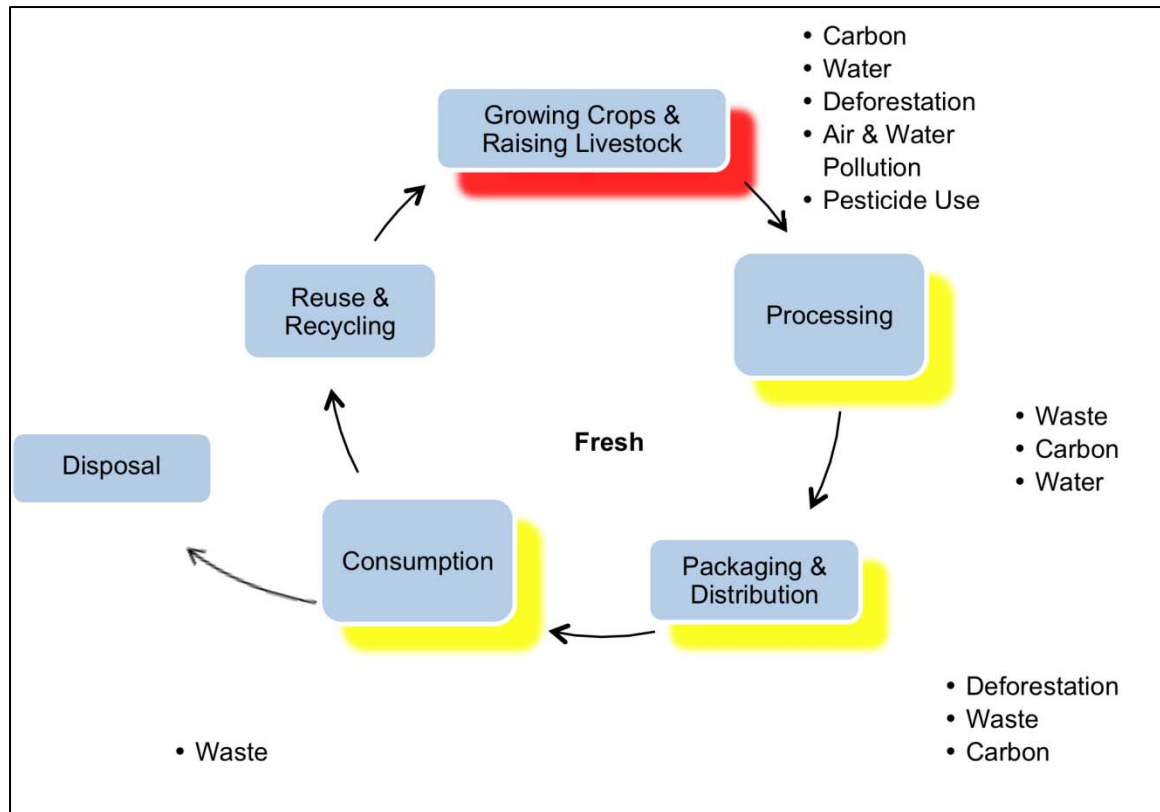 • Carbon
• Water
• Deforestation
• Air & Water
Pollution
• Pesticide Use
Growing Crops &
Raising Livestock
Processing
• Waste
• Carbon
• Water
Packaging &
Distribution
• Deforestation
• Waste
• Carbon
Consumption
• Waste
Disposal
Reuse &
Recycling
Fresh